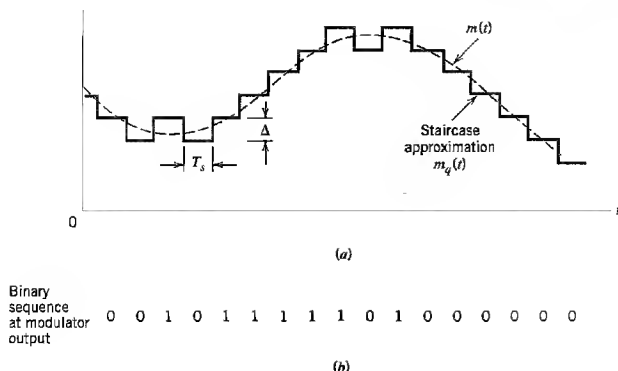 m(t)
Δ
T_s
Staircase
approximation
m_q(t)
0
t
(a)
Binary
sequence
at modulator
output
0 0 1 0 1 1 1 1 1 0 1 0 0 0 0 0 0
(b)